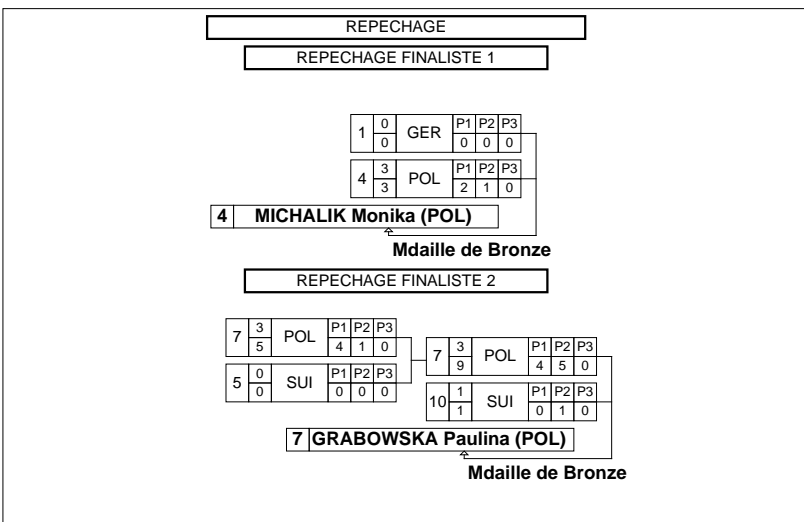 REPECHAGE
REPECHAGE FINALISTE 1
1 0 GER P1 P2 P3
0 0 0 0
4 3 POL P1 P2 P3
3 2 1 0
4 MICHALIK Monika (POL)
Mdaille de Bronze
REPECHAGE FINALISTE 2
7 3 POL P1 P2 P3
5 4 1 0
5 0 SUI P1 P2 P3
0 0 0 0
7 3 POL P1 P2 P3
9 4 5 0
10 1 SUI P1 P2 P3
1 0 1 0
7 GRABOWSKA Paulina (POL)
Mdaille de Bronze